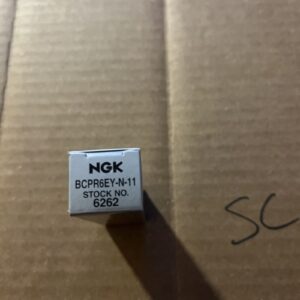 NGK
BCPR6EY-N-11
STOCK NO.
6262
SC